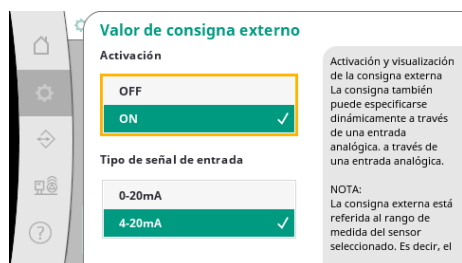 Valor de consigna externo
Activación
OFF
ON
Tipo de señal de entrada
0-20mA
4-20mA
Activación y visualización
de la consigna externa
La consigna también
puede especificarse
dinámicamente a través
de una entrada
analógica. a través de
una entrada analógica.
NOTA:
La consigna externa está
referida al rango de
medida del sensor
seleccionado. Es decir, el